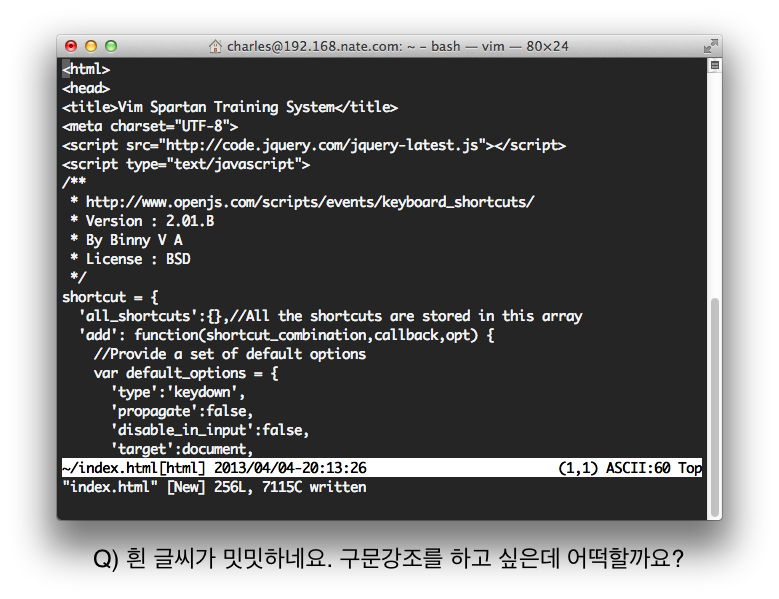 charles@192.168.nate.com: ~ – bash — vim — 80×24
<html>
<head>
<title>Vim Spartan Training System</title>
<meta charset="UTF-8">
<script src="http://code.jquery.com/jquery-latest.js"></script>
<script type="text/javascript">
/**
 * http://www.openjs.com/scripts/events/keyboard_shortcuts/
 * Version : 2.01.B
 * By Binny V A
 * License : BSD
 */
shortcut = {
  'all_shortcuts':{},//All the shortcuts are stored in this array
  'add': function(shortcut_combination,callback,opt) {
    //Provide a set of default options
    var default_options = {
      'type':'keydown',
      'propagate':false,
      'disable_in_input':false,
      'target':document,
~/index.html[html] 2013/04/04-20:13:26 (1,1) ASCII:60 Top
"index.html" [New] 256L, 7115C written
Q) 흰 글씨가 밋밋하네요. 구문강조를 하고 싶은데 어떡할까요?